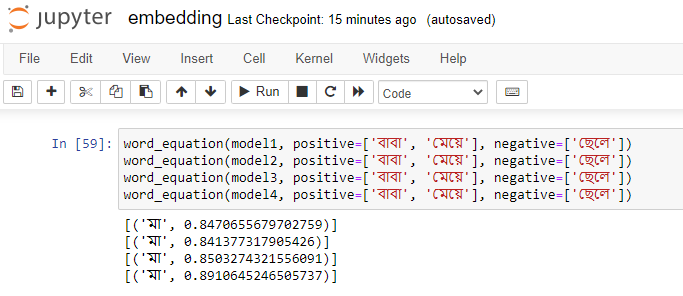 jupyter embedding Last Checkpoint: 15 minutes ago (autosaved)
File Edit View Insert Cell Kernel Widgets Help
Run Code
In [59]: word_equation(model1, positive=['বাবা', 'মেয়ে'], negative=['ছেলে'])
word_equation(model2, positive=['বাবা', 'মেয়ে'], negative=['ছেলে'])
word_equation(model3, positive=['বাবা', 'মেয়ে'], negative=['ছেলে'])
word_equation(model4, positive=['বাবা', 'মেয়ে'], negative=['ছেলে'])
[('মা', 0.8470655679702759)]
[('মা', 0.841377317905426)]
[('মা', 0.8503274321556091)]
[('মা', 0.8910645246505737)]